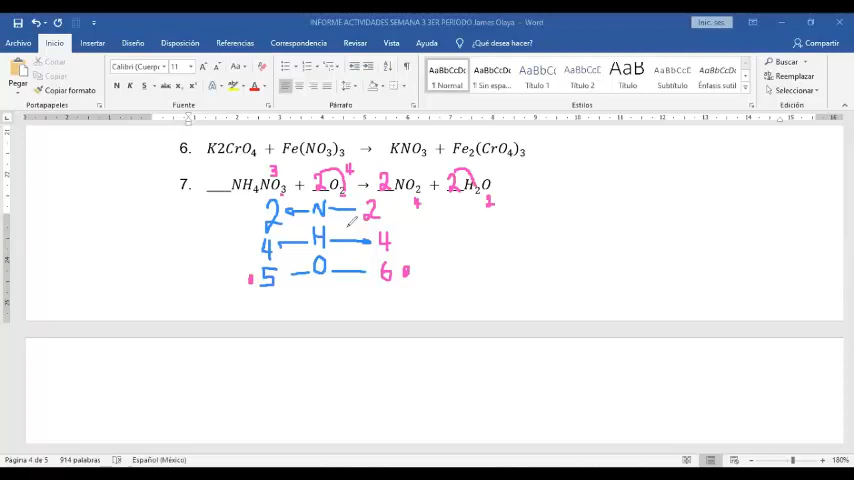 INFORME ACTIVIDADES SEMANA 3 3ER PERIODO James Olaya - Word
Inic. ses.
Archivo Inicio Insertar Diseño Disposición Referencias Correspondencia Revisar Vista Ayuda ¿Qué desea hacer? Compartir
Pegar
Cortar
Copiar
Copiar formato
Portapapeles
Calibri (Cuerpo 11
Fuente
Párrafo
AaBbCcDc AaBbCcDc AaBbCc AaBbCcD AaB AaBbCcD AaBbCcDc
¶ Normal ¶ Sin espa... Título 1 Título 2 Título Subtítulo Énfasis sutil
Estilos
Buscar
Reemplazar
Seleccionar
Edición
6. K2CrO₄ + Fe(NO₃)₃ → KNO₃ + Fe₂(CrO₄)₃
3 4
7. ___NH₄NO₃ + 2O₂ → 2NO₂ + 2H₂O
2 4 2
2 ← N — 2
4 ← H → 4
5 — O — 6
Página 4 de 5 914 palabras Español (México) 180%